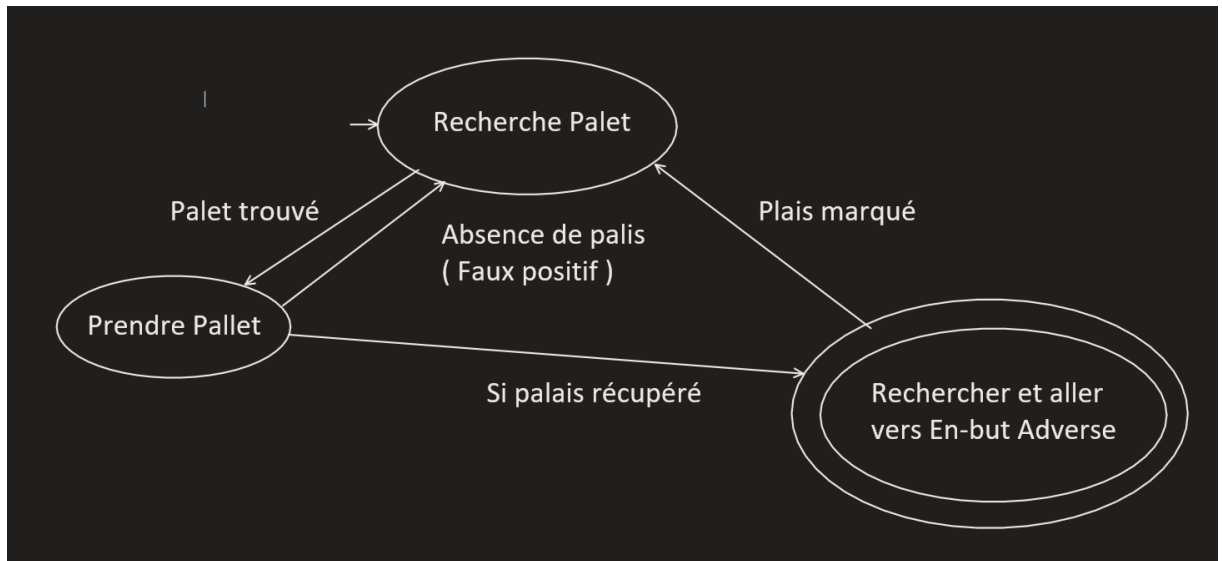 Recherche Palet
Palet trouvé
Absence de palis
( Faux positif )
Plais marqué
Prendre Pallet
Si palais récupéré
Rechercher et aller
vers En-but Adverse